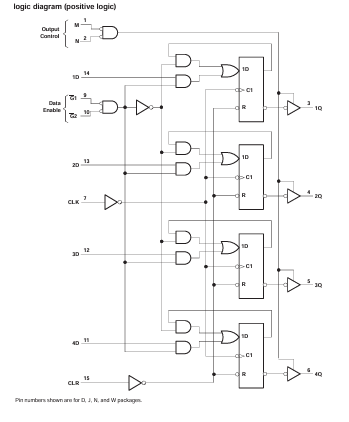 logic diagram (positive logic)
Output
Control
M 1
N 2
1D 14
Data
Enable
G1 9
G2 10
1D
C1
R
3
1Q
2D 13
CLK 7
1D
C1
R
4
2Q
3D 12
1D
C1
R
5
3Q
4D 11
1D
C1
R
6
4Q
CLR 15
Pin numbers shown are for D, J, N, and W packages.